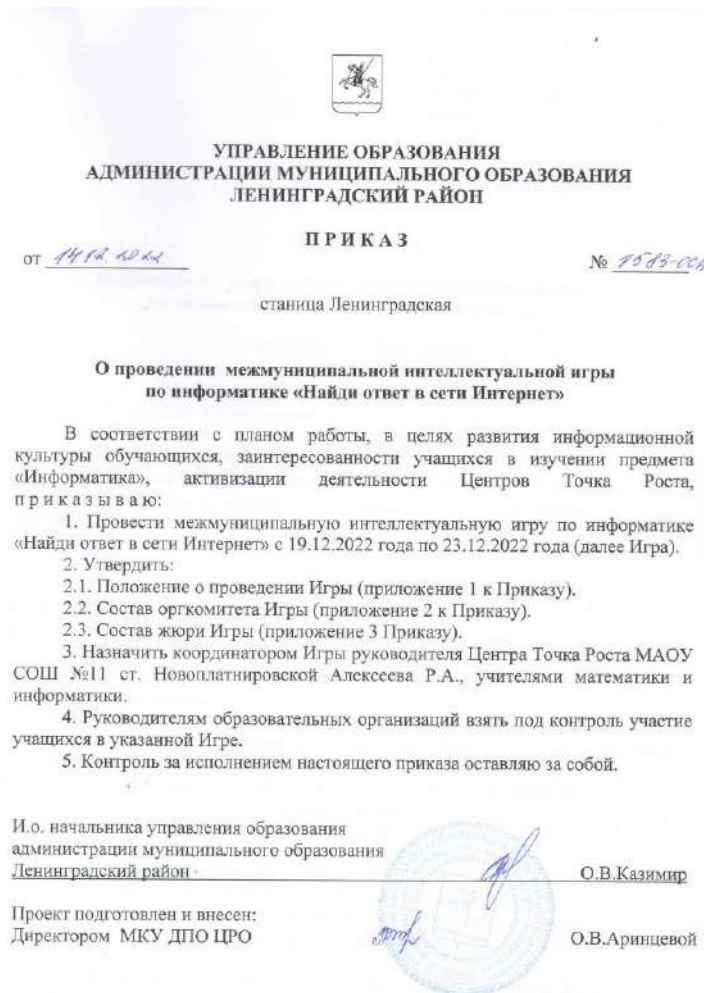 УПРАВЛЕНИЕ ОБРАЗОВАНИЯ
АДМИНИСТРАЦИИ МУНИЦИПАЛЬНОГО ОБРАЗОВАНИЯ
ЛЕНИНГРАДСКИЙ РАЙОН
П Р И К А З
от 14.12.2022 № 1583-осн
станица Ленинградская
О проведении межмуниципальной интеллектуальной игры
по информатике «Найди ответ в сети Интернет»
В соответствии с планом работы, в целях развития информационной
культуры обучающихся, заинтересованности учащихся в изучении предмета
«Информатика», активизации деятельности Центров Точка Роста,
п р и к а з ы в а ю:
1. Провести межмуниципальную интеллектуальную игру по информатике
«Найди ответ в сети Интернет» с 19.12.2022 года по 23.12.2022 года (далее Игра).
2. Утвердить:
2.1. Положение о проведении Игры (приложение 1 к Приказу).
2.2. Состав оргкомитета Игры (приложение 2 к Приказу).
2.3. Состав жюри Игры (приложение 3 Приказу).
3. Назначить координатором Игры руководителя Центра Точка Роста МАОУ
СОШ №11 ст. Новоплатнировской Алексеева Р.А., учителями математики и
информатики.
4. Руководителям образовательных организаций взять под контроль участие
учащихся в указанной Игре.
5. Контроль за исполнением настоящего приказа оставляю за собой.
И.о. начальника управления образования
администрации муниципального образования
Ленинградский район О.В.Казимир
Проект подготовлен и внесен:
Директором МКУ ДПО ЦРО О.В.Аринцевой